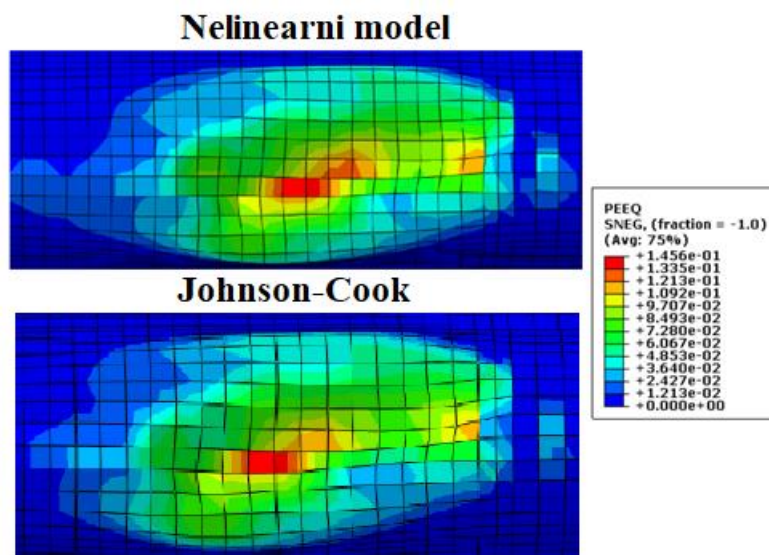 Nelinearni model
Johnson-Cook
PEEQ
SNEG, (fraction = -1.0)
(Avg: 75%)
+1.456e-01
+1.335e-01
+1.213e-01
+1.092e-01
+9.707e-02
+8.493e-02
+7.280e-02
+6.067e-02
+4.853e-02
+3.640e-02
+2.427e-02
+1.213e-02
+0.000e+00